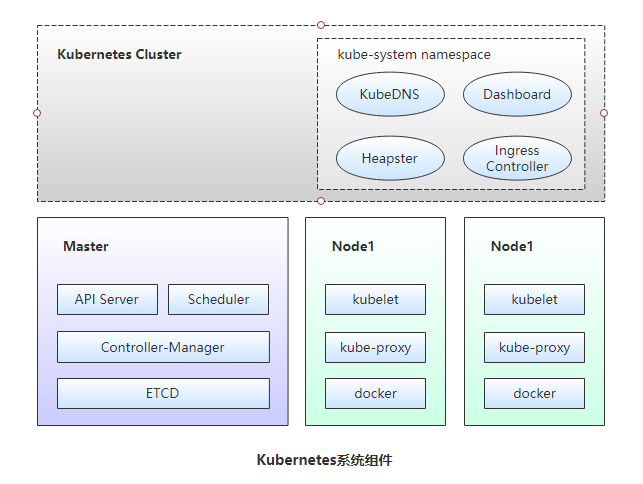 Kubernetes Cluster
kube-system namespace
KubeDNS
Dashboard
Heapster
Ingress
Controller
Master
API Server
Scheduler
Controller-Manager
ETCD
Node1
kubelet
kube-proxy
docker
Node1
kubelet
kube-proxy
docker
Kubernetes系统组件